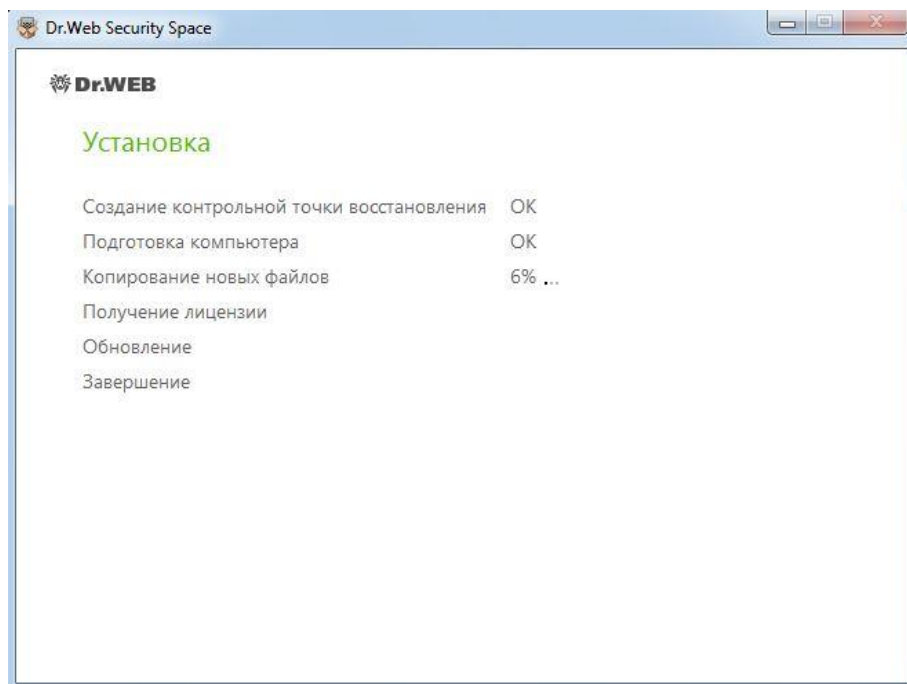 Dr.Web Security Space
Dr.WEB
Установка
Создание контрольной точки восстановления OK
Подготовка компьютера OK
Копирование новых файлов 6% ...
Получение лицензии
Обновление
Завершение